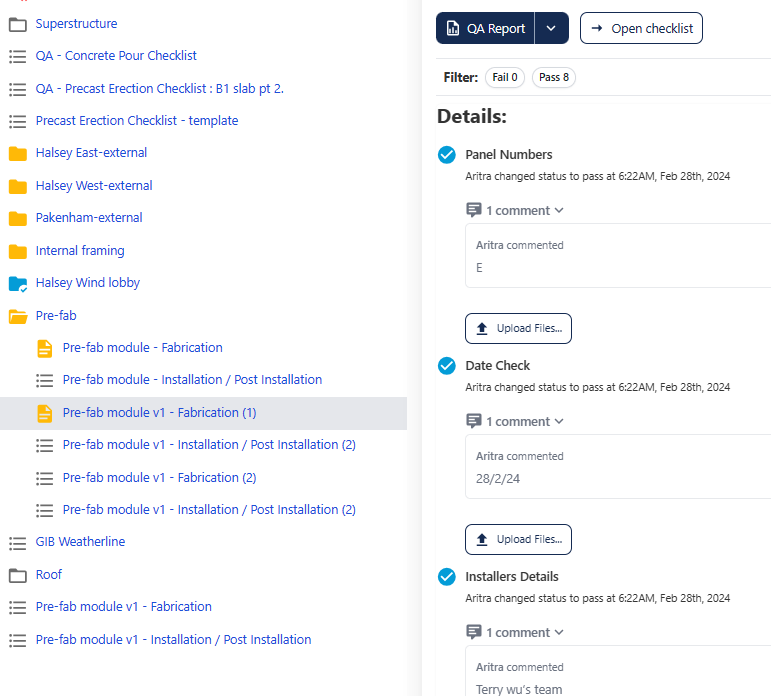 Superstructure
QA - Concrete Pour Checklist
QA - Precast Erection Checklist : B1 slab pt 2.
Precast Erection Checklist - template
Halsey East-external
Halsey West-external
Pakenham-external
Internal framing
Halsey Wind lobby
Pre-fab
Pre-fab module - Fabrication
Pre-fab module - Installation / Post Installation
Pre-fab module v1 - Fabrication (1)
Pre-fab module v1 - Installation / Post Installation (2)
Pre-fab module v1 - Fabrication (2)
Pre-fab module v1 - Installation / Post Installation (2)
GIB Weatherline
Roof
Pre-fab module v1 - Fabrication
Pre-fab module v1 - Installation / Post Installation
QA Report
Open checklist
Filter: Fail 0 Pass 8
Details:
Panel Numbers
Aritra changed status to pass at 6:22AM, Feb 28th, 2024
1 comment
Aritra commented
E
Upload Files...
Date Check
Aritra changed status to pass at 6:22AM, Feb 28th, 2024
1 comment
Aritra commented
28/2/24
Upload Files...
Installers Details
Aritra changed status to pass at 6:22AM, Feb 28th, 2024
1 comment
Aritra commented
Terry wu's team